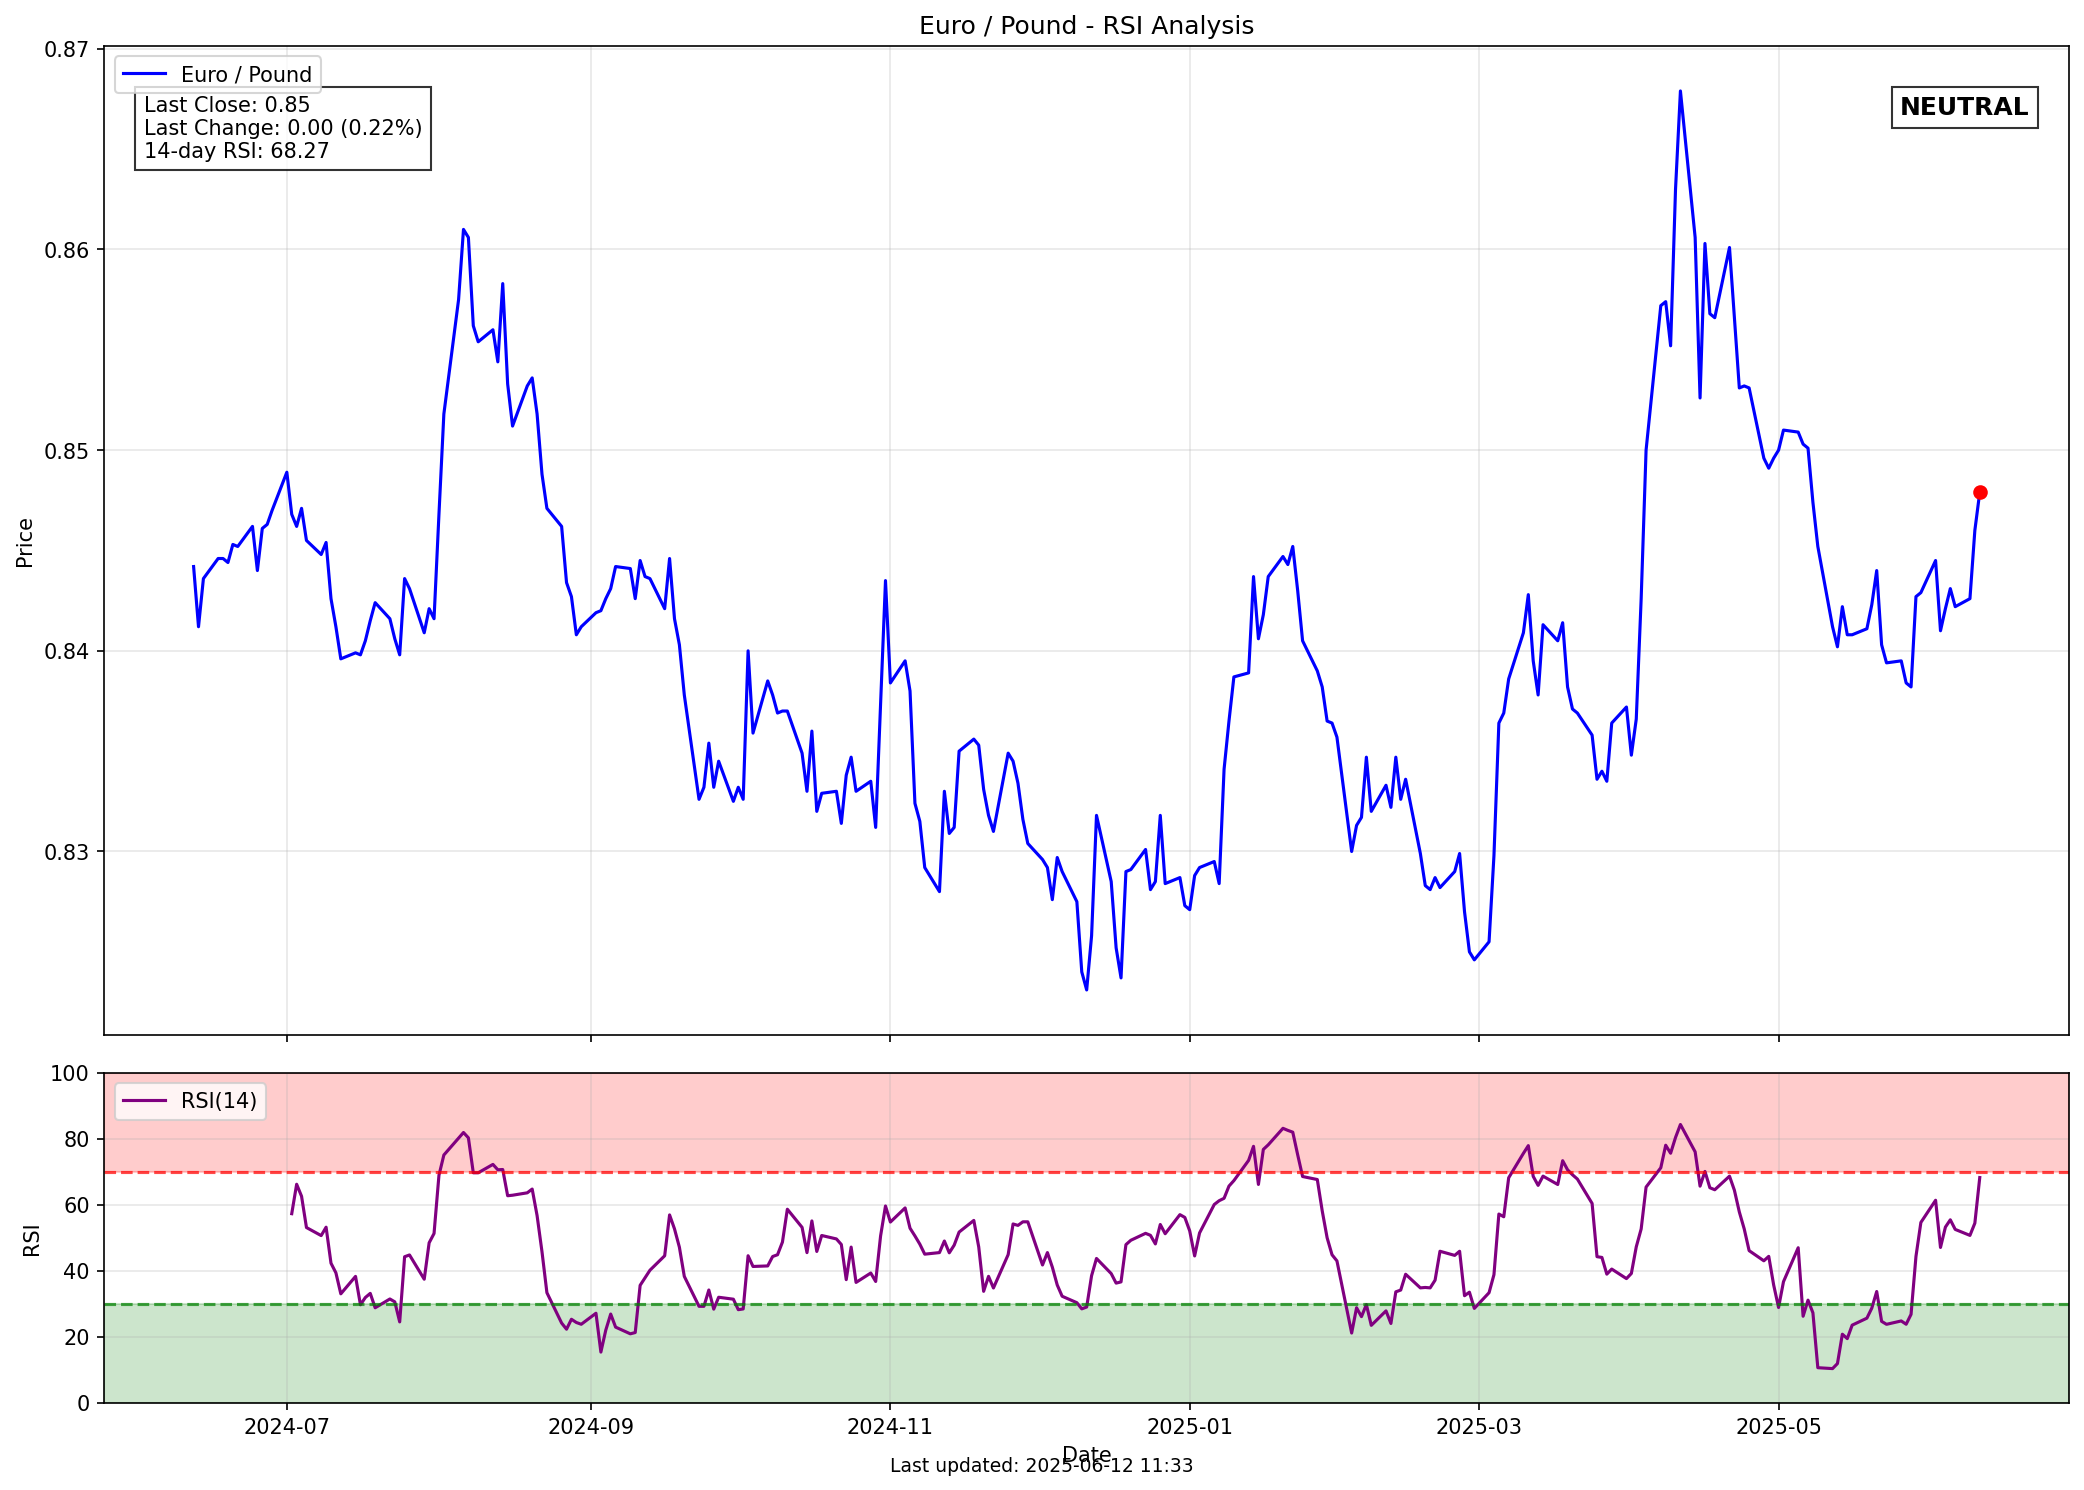 Euro / Pound - RSI Analysis
0.87
Euro / Pound
Last Close: 0.85
Last Change: 0.00 (0.22%)
14-day RSI: 68.27
NEUTRAL
0.86
0.85
Price
0.84
0.83
100
RSI(14)
80
60
RSI
40
20
0
2024-07 2024-09 2024-11 2025-01 2025-03 2025-05
Date
Last updated: 2025-06-12 11:33